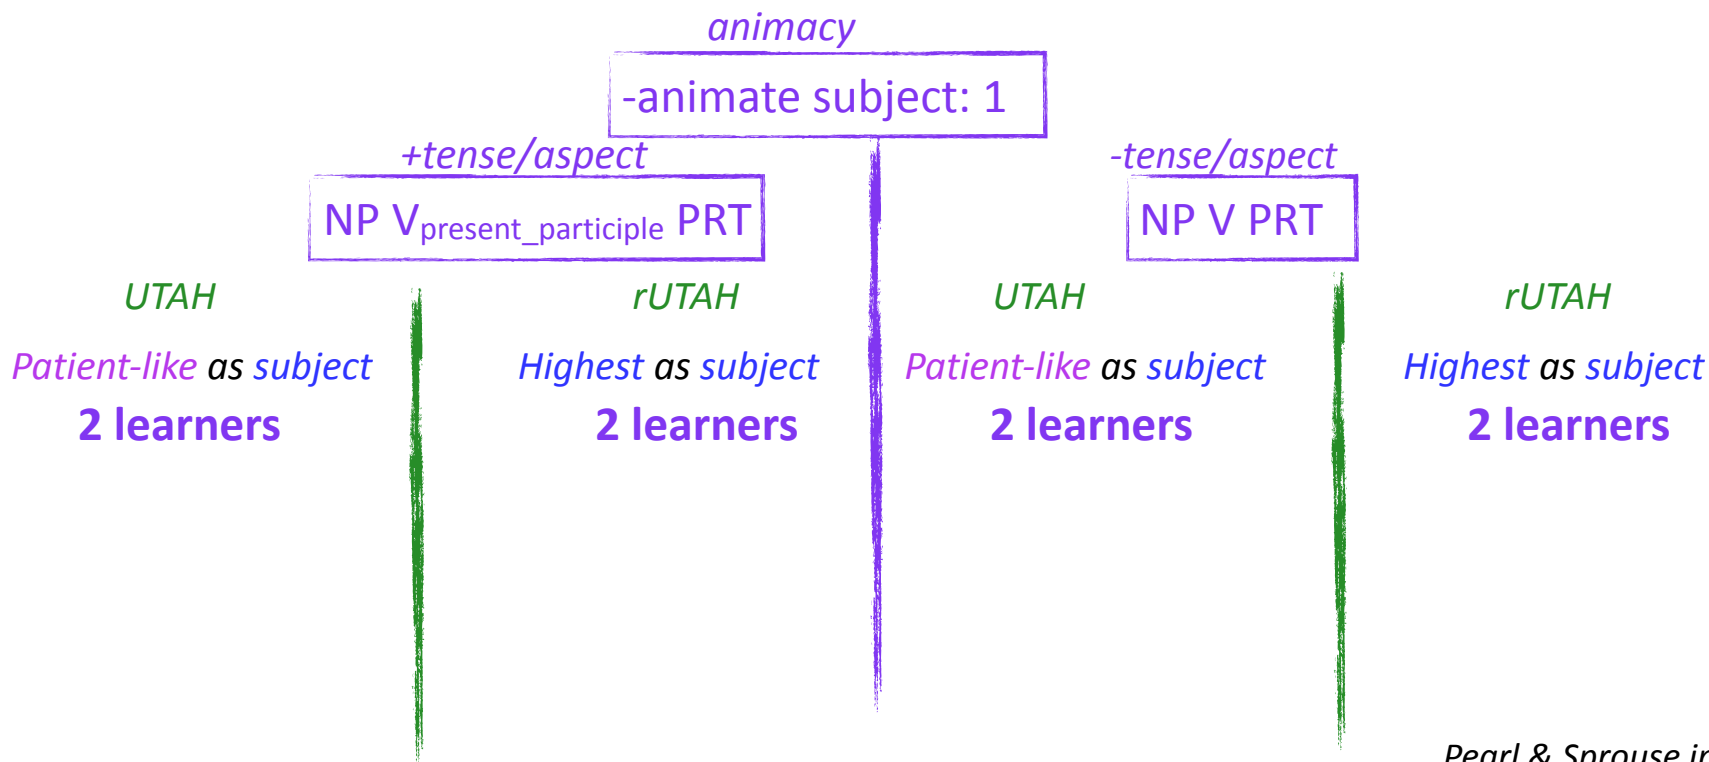 animacy
-animate subject: 1
+tense/aspect -tense/aspect
NP Vpresent_participle PRT NP V PRT
UTAH rUTAH UTAH rUTAH
Patient-like as subject Highest as subject Patient-like as subject Highest as subject
2 learners 2 learners 2 learners 2 learners
Pearl & Sprouse